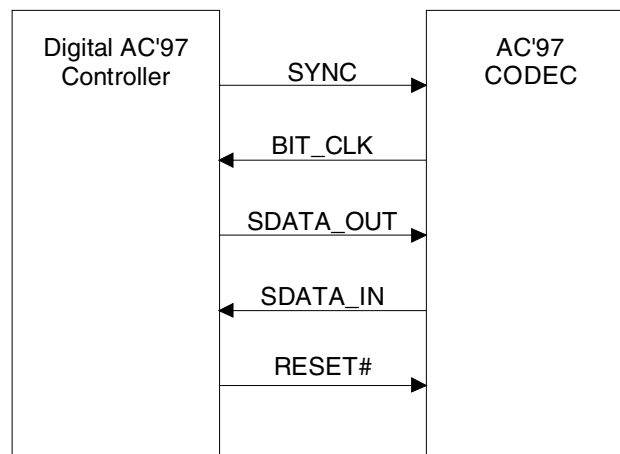 Digital AC'97
Controller
AC'97
CODEC
SYNC
BIT_CLK
SDATA_OUT
SDATA_IN
RESET#